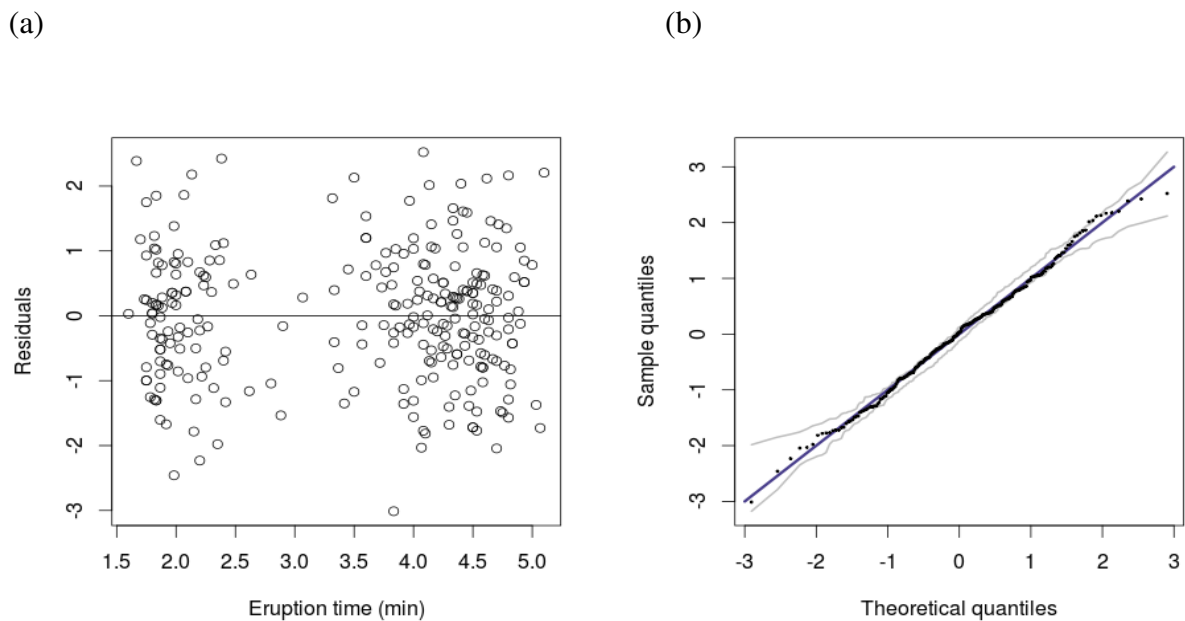 (a)
(b)
Residuals
2
1
0
-1
-2
-3
1.5 2.0 2.5 3.0 3.5 4.0 4.5 5.0
Eruption time (min)
Sample quantiles
3
2
1
0
-1
-2
-3
-3 -2 -1 0 1 2 3
Theoretical quantiles